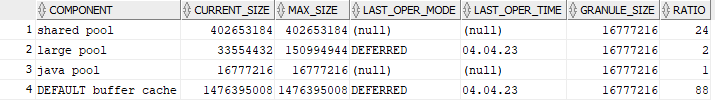 COMPONENT CURRENT_SIZE MAX_SIZE LAST_OPER_MODE LAST_OPER_TIME GRANULE_SIZE RATIO
1 shared pool 402653184 402653184 (null) (null) 16777216 24
2 large pool 33554432 150994944 DEFERRED 04.04.23 16777216 2
3 java pool 16777216 16777216 (null) (null) 16777216 1
4 DEFAULT buffer cache 1476395008 1476395008 DEFERRED 04.04.23 16777216 88